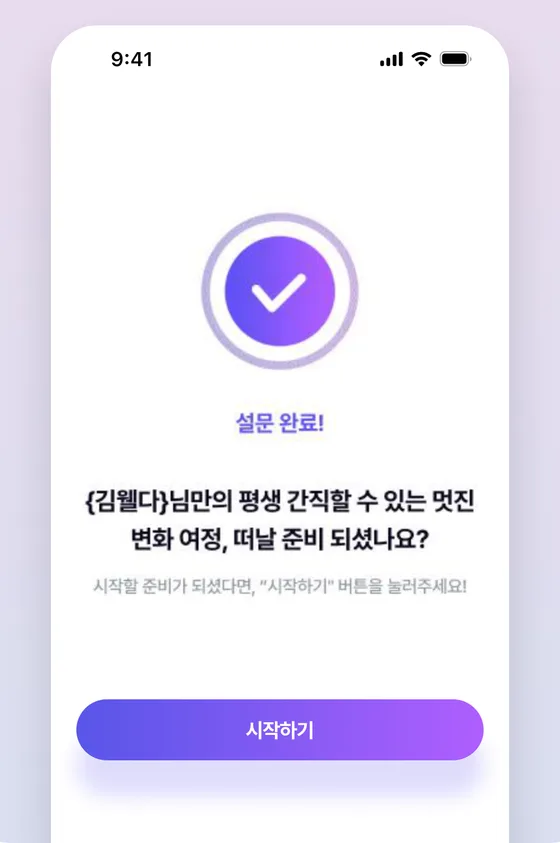 9:41
설문 완료!
{김웰다}님만의 평생 간직할 수 있는 멋진
변화 여정, 떠날 준비 되셨나요?
시작할 준비가 되셨다면, "시작하기" 버튼을 눌러주세요!
시작하기